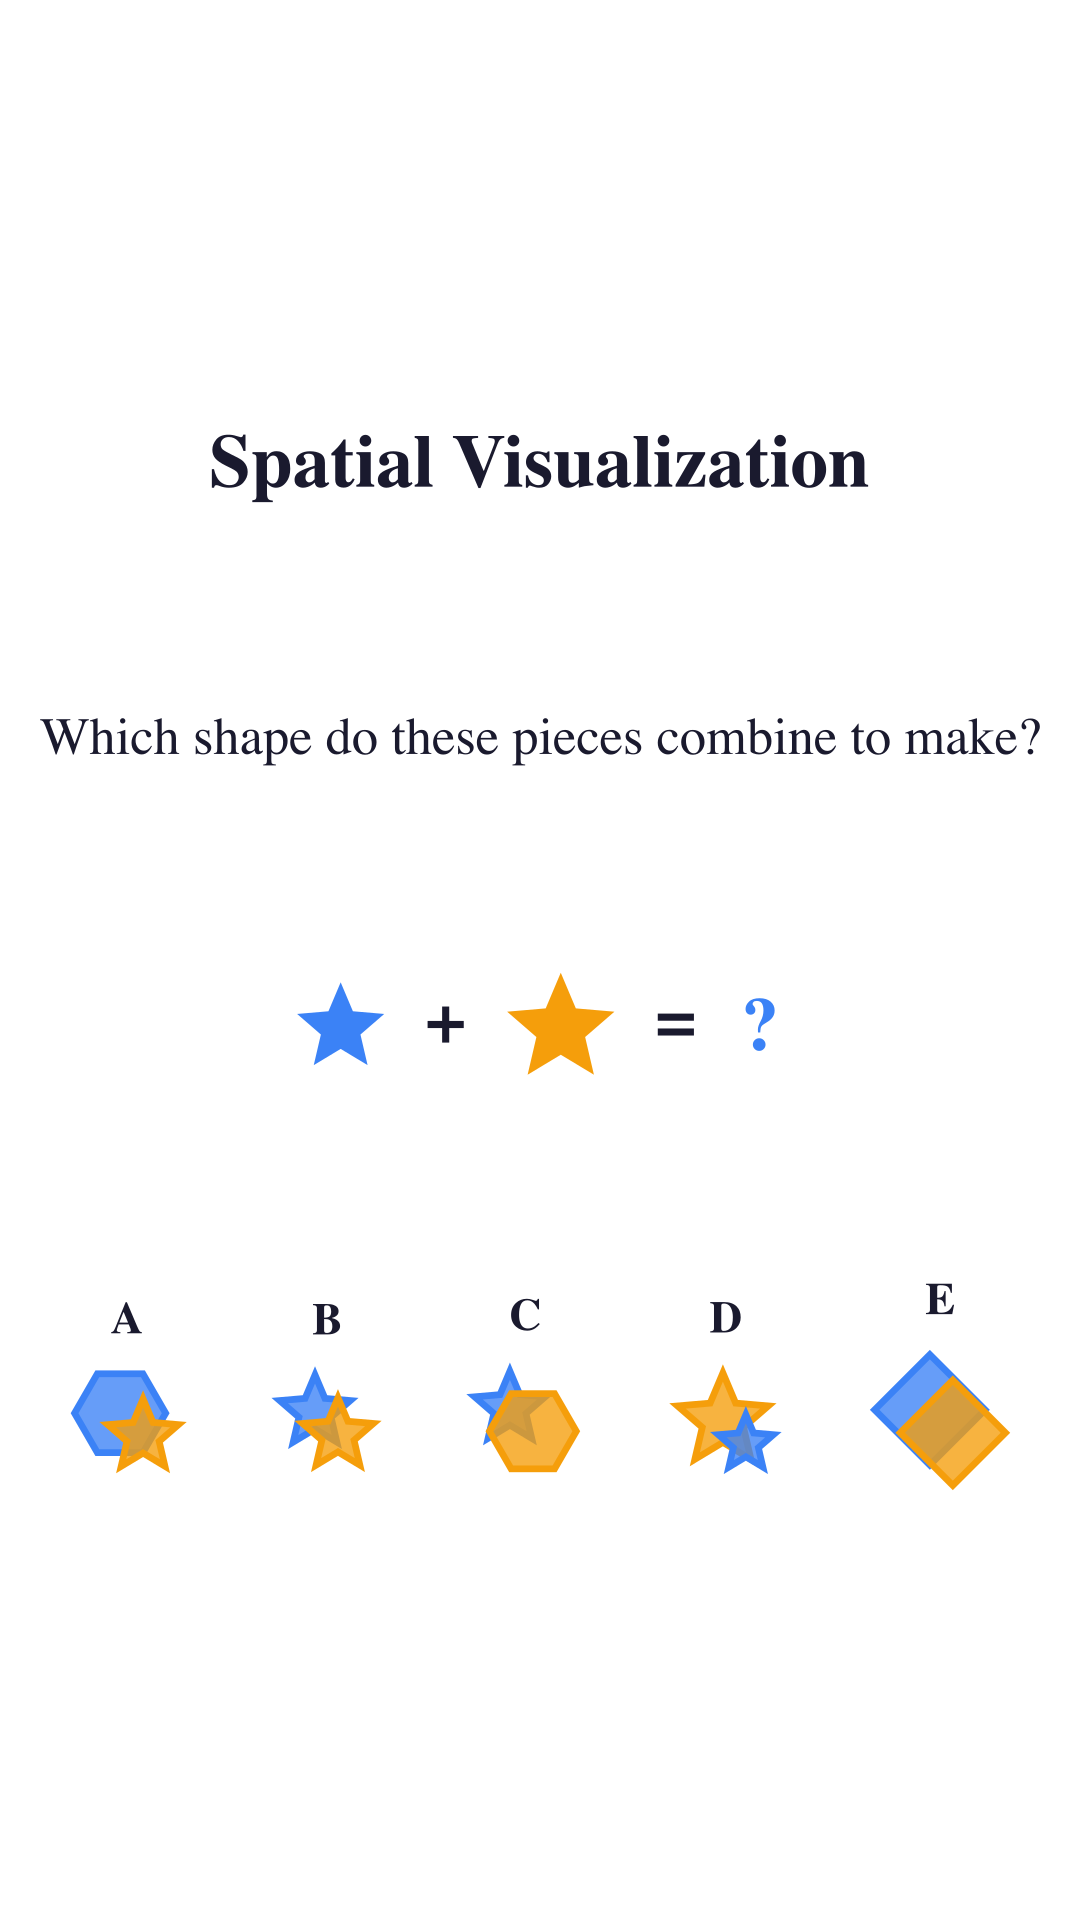 Spatial Visualization
Which shape do these pieces combine to make?
+ = ?
A B C D E